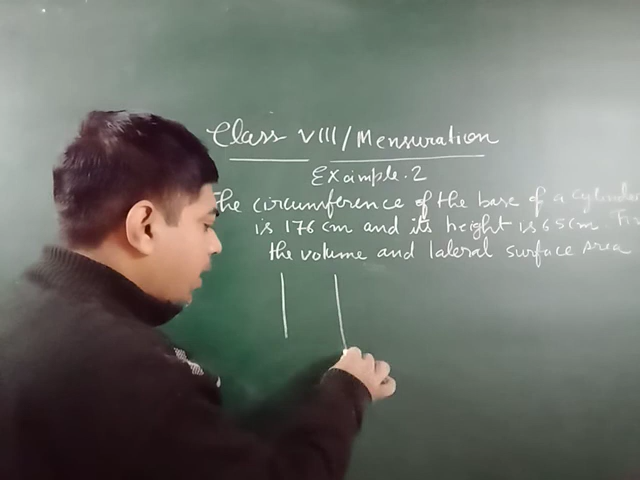 Class VIII/Mensuration
Example.2
The circumference of the base of a cylinder
is 176 cm and its height is 65cm
the volume and lateral surface area